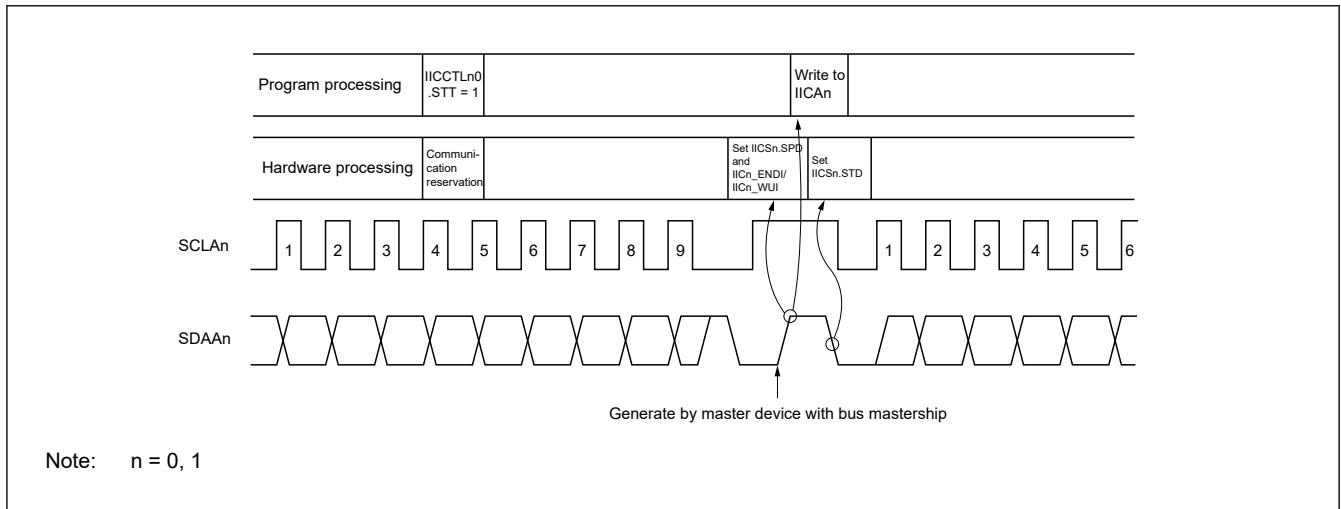 Program processing
IICCTLn0
.STT = 1
Write to
IICAn
Hardware processing
Communi-
cation
reservation
Set IICSn.SPD
and
IICn_ENDI/
IICn_WUI
Set
IICSn.STD
SCLAn
1 2 3 4 5 6 7 8 9 1 2 3 4 5 6
SDAAn
Generate by master device with bus mastership
Note: n = 0, 1